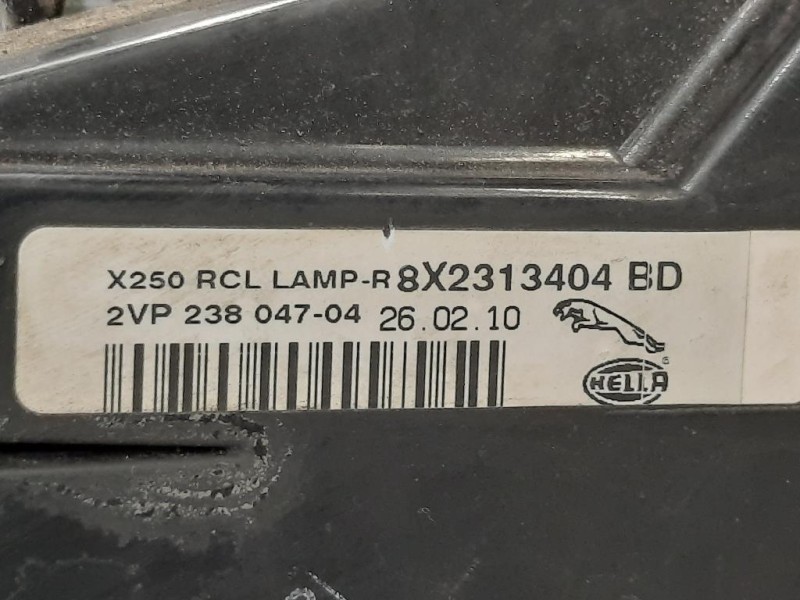 X250 RCL LAMP-R 8X2313404 BD
2VP 238 047-04 26.02.10
HELLA